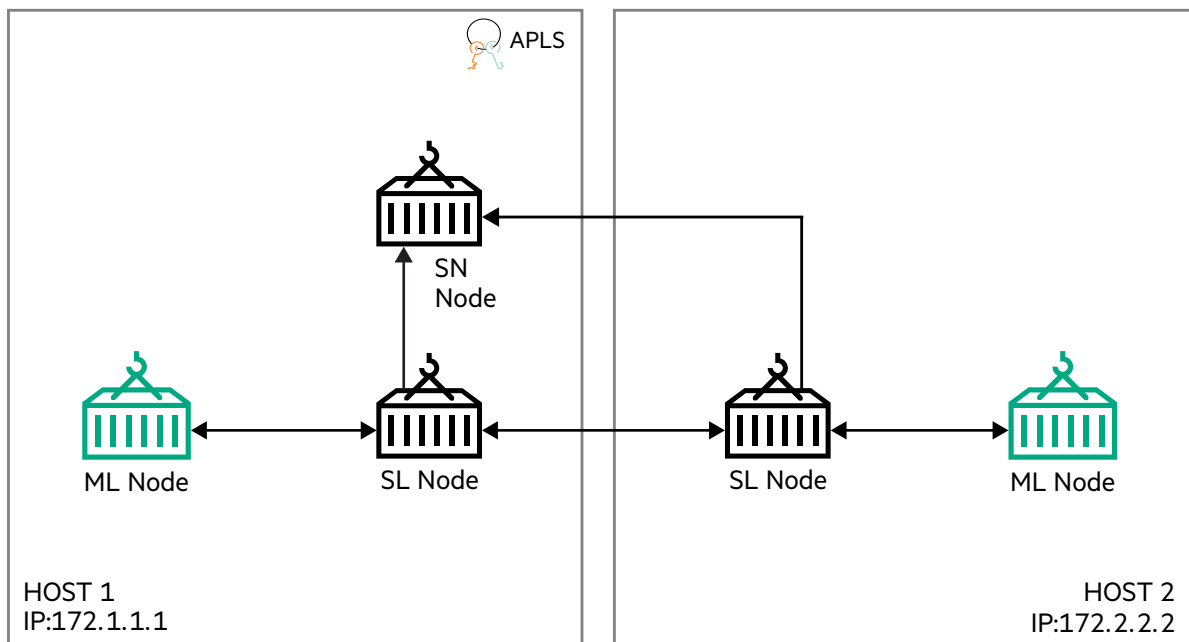 APLS
SN
Node
ML Node
SL Node
SL Node
ML Node
HOST 1
IP:172.1.1.1
HOST 2
IP:172.2.2.2